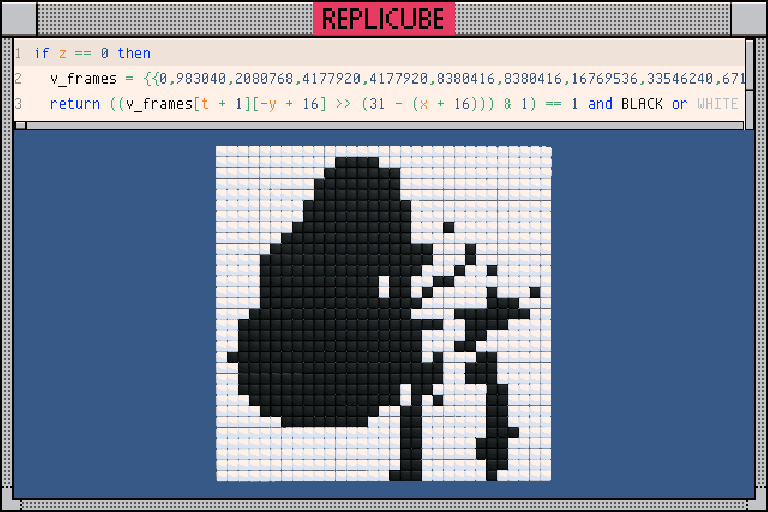 REPLICUBE
1 if z == 0 then
2 v_frames = {{0,983040,2080768,4177920,4177920,8380416,8380416,16769536,33546240,671
3 return ((v_frames[t + 1][-y + 16] >> (31 - (x + 16))) & 1) == 1 and BLACK or WHITE